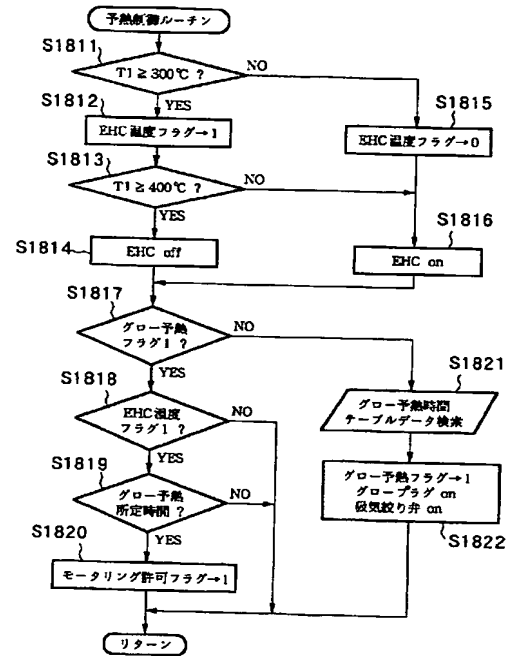 予熱制御ルーチン
S1811
T1≧300℃ ?
NO
YES
S1812
EHC温度フラグ→1
S1815
EHC温度フラグ→0
S1813
T1≧400℃ ?
NO
YES
S1814
EHC off
S1816
EHC on
S1817
グロー予熱
フラグ1 ?
NO
YES
S1818
EHC温度
フラグ1 ?
NO
YES
S1821
グロー予熱時間
テーブルデータ検索
S1819
グロー予熱
所定時間 ?
NO
YES
グロー予熱フラグ→1
グロープラグ on
吸気絞り弁 on
S1822
S1820
モータリング許可フラグ→1
リターン